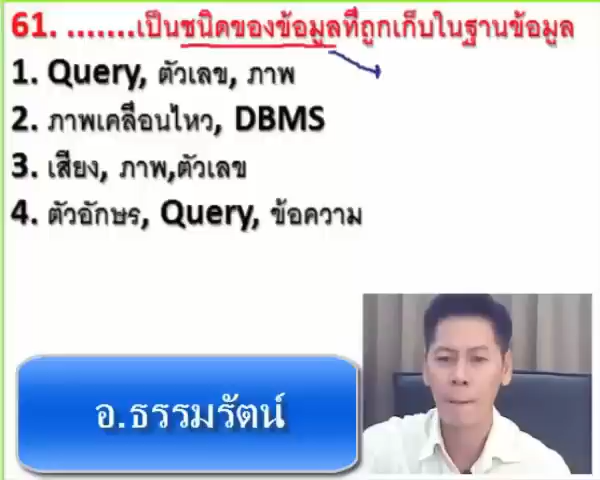 61. .......เป็นชนิดของข้อมูลที่ถูกเก็บในฐานข้อมูล
1. Query, ตัวเลข, ภาพ
2. ภาพเคลื่อนไหว, DBMS
3. เสียง, ภาพ,ตัวเลข
4. ตัวอักษร, Query, ข้อความ
อ.ธรรมรัตน์